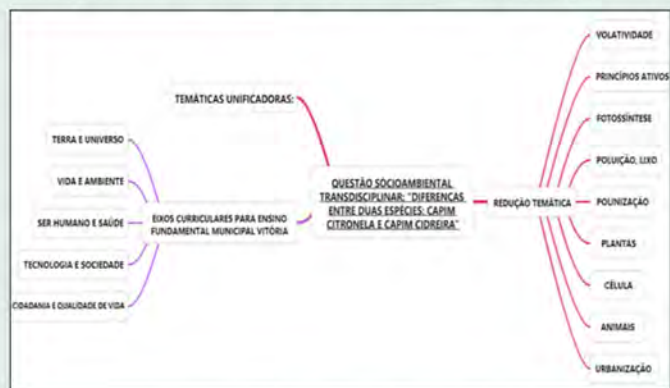 TEMÁTICAS UNIFICADORAS:
TERRA E UNIVERSO
VIDA E AMBIENTE
SER HUMANO E SAÚDE
TECNOLOGIA E SOCIEDADE
CIDADANIA E QUALIDADE DE VIDA
EIXOS CURRICULARES PARA ENSINO
FUNDAMENTAL MUNICIPAL VITÓRIA
QUESTÃO SÓCIOAMBIENTAL
TRANSDISCIPLINAR: "DIFERENÇAS
ENTRE DUAS ESPÉCIES: CAPIM
CITRONELA E CAPIM CIDREIRA"
REDUÇÃO TEMÁTICA
VOLATIVIDADE
PRINCÍPIOS ATIVOS
FOTOSSÍNTESE
POLUIÇÃO, LIXO
POLINIZAÇÃO
PLANTAS
CÉLULA
ANIMAIS
URBANIZAÇÃO